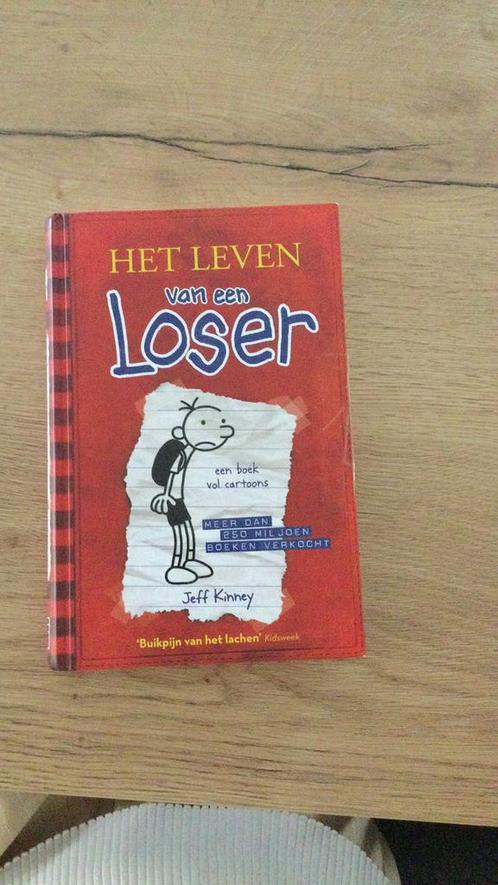 HET LEVEN
van een
Loser
een boek
vol cartoons
MEER DAN
250 MILJOEN
BOEKEN VERKOCHT
Jeff Kinney
'Buikpijn van het lachen' Kidsweek